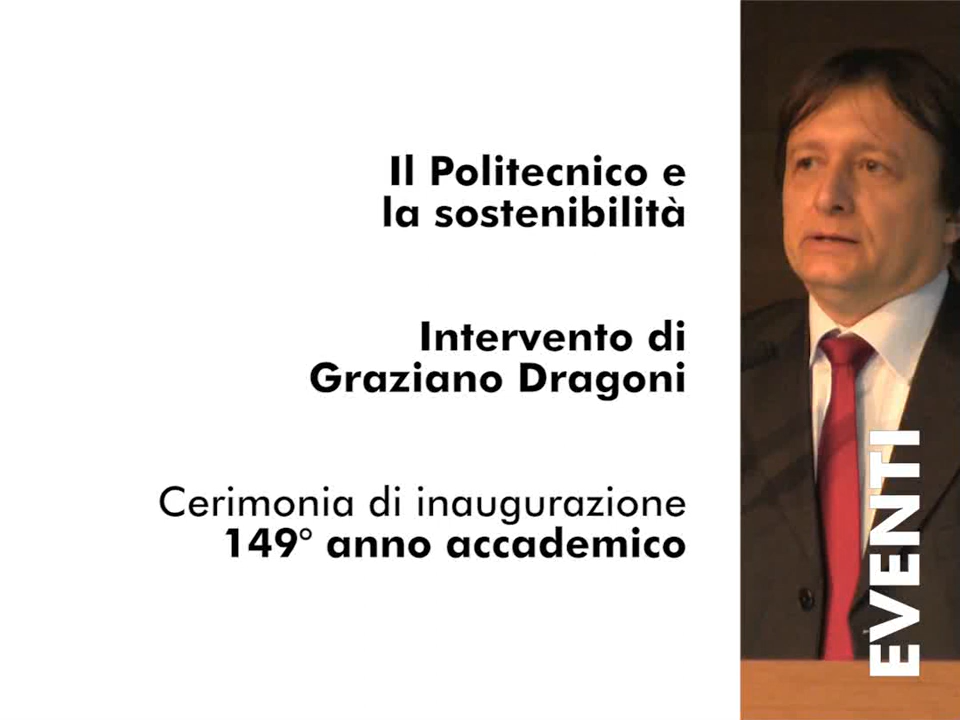 Il Politecnico e
la sostenibilità
Intervento di
Graziano Dragoni
Cerimonia di inaugurazione
149° anno accademico
EVENTI